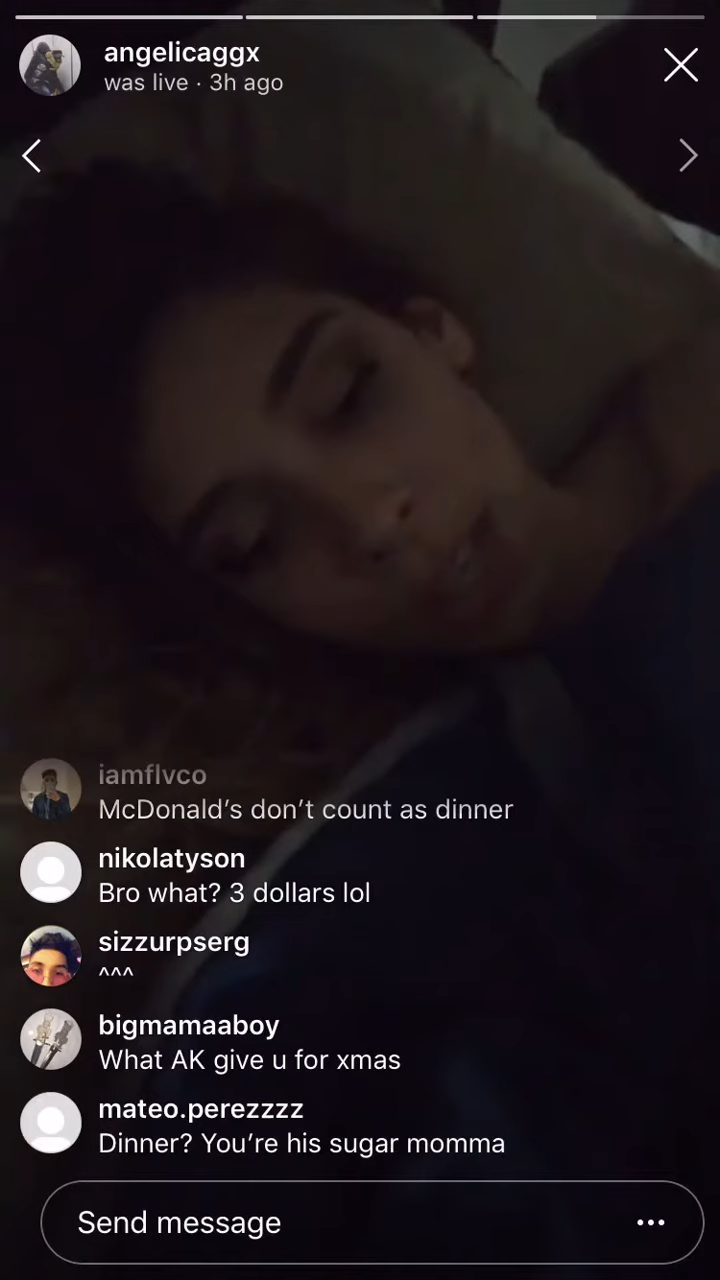 angelicaggx
was live · 3h ago
iamflvco
McDonald’s don’t count as dinner
nikolatyson
Bro what? 3 dollars lol
sizzurpserg
^^^
bigmamaaboy
What AK give u for xmas
mateo.perezzzz
Dinner? You’re his sugar momma
Send message